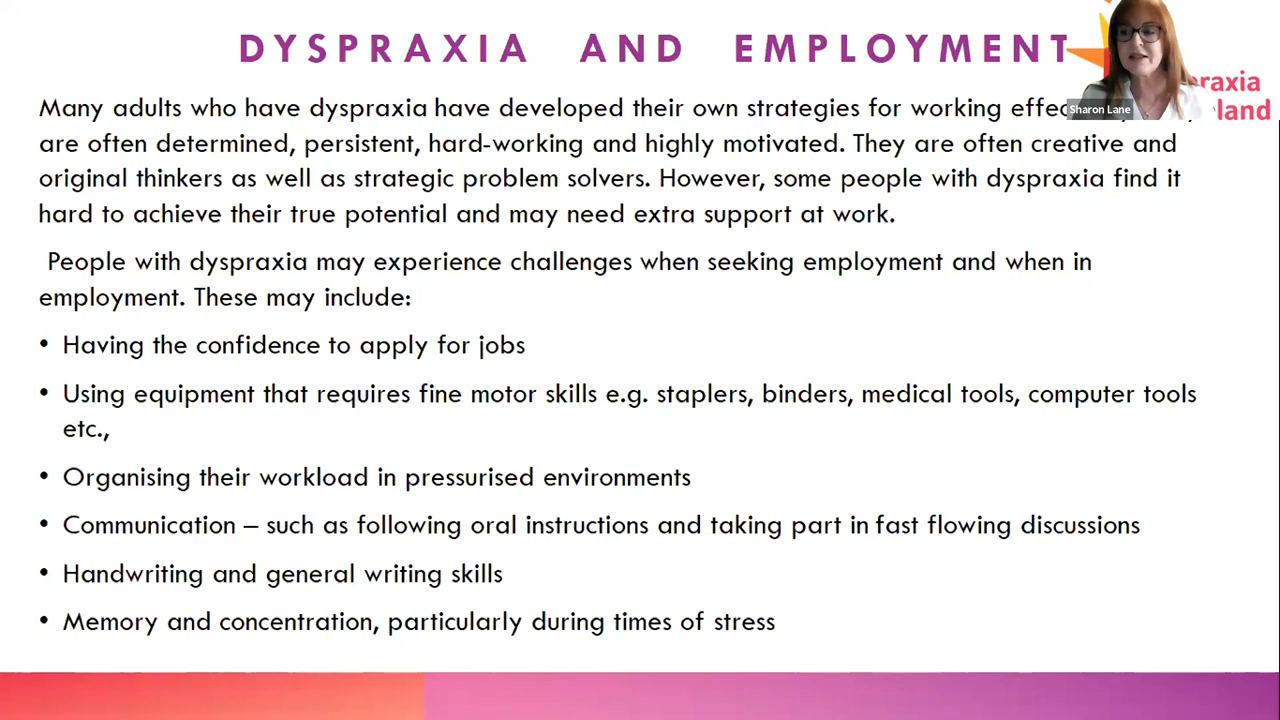 DYSPRAXIA AND EMPLOYMENT
Many adults who have dyspraxia have developed their own strategies for working
are often determined, persistent, hard-working and highly motivated. They are often creative and
original thinkers as well as strategic problem solvers. However, some people with dyspraxia find it
hard to achieve their true potential and may need extra support at work.
People with dyspraxia may experience challenges when seeking employment and when in
employment. These may include:
• Having the confidence to apply for jobs
• Using equipment that requires fine motor skills e.g. staplers, binders, medical tools, computer tools
etc.,
• Organising their workload in pressurised environments
• Communication – such as following oral instructions and taking part in fast flowing discussions
• Handwriting and general writing skills
• Memory and concentration, particularly during times of stress
Sharon Lane